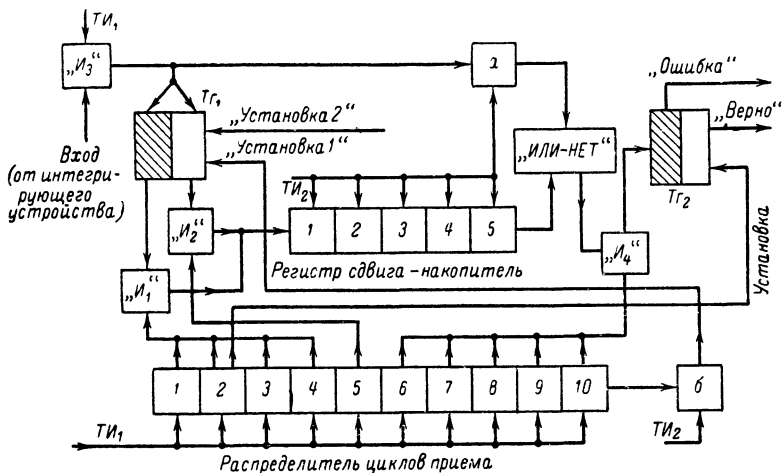 ТИ₁
„И₃“
х
„Ошибка“
„Верно“
Тг₁
„Установка 2“
„Установка 1“
„ИЛИ-НЕТ“
Тг₂
Вход
(от интегри-
рующего
устройства)
ТИ₂
„И₂“
1 2 3 4 5
„И₄“
Установка
Регистр сдвига – накопитель
„И₁“
1 2 3 4 5 6 7 8 9 10
б
ТИ₁
ТИ₂
Распределитель циклов приема